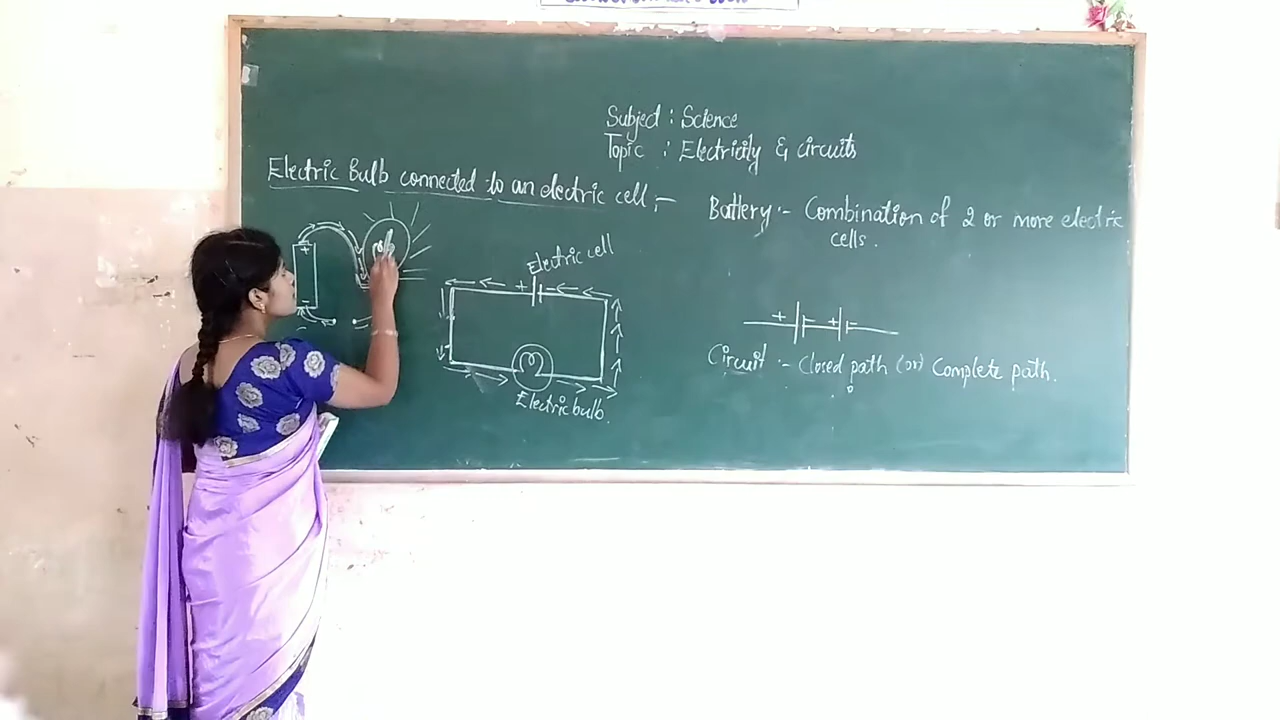 Subject : Science
Topic : Electricity & circuits
Electric Bulb connected to an electric cell :-
Battery :- Combination of 2 or more electric
cells.
+
-
Electric cell
+ -
Electric bulb.
+ - + -
Circuit :- Closed path (or) Complete path.